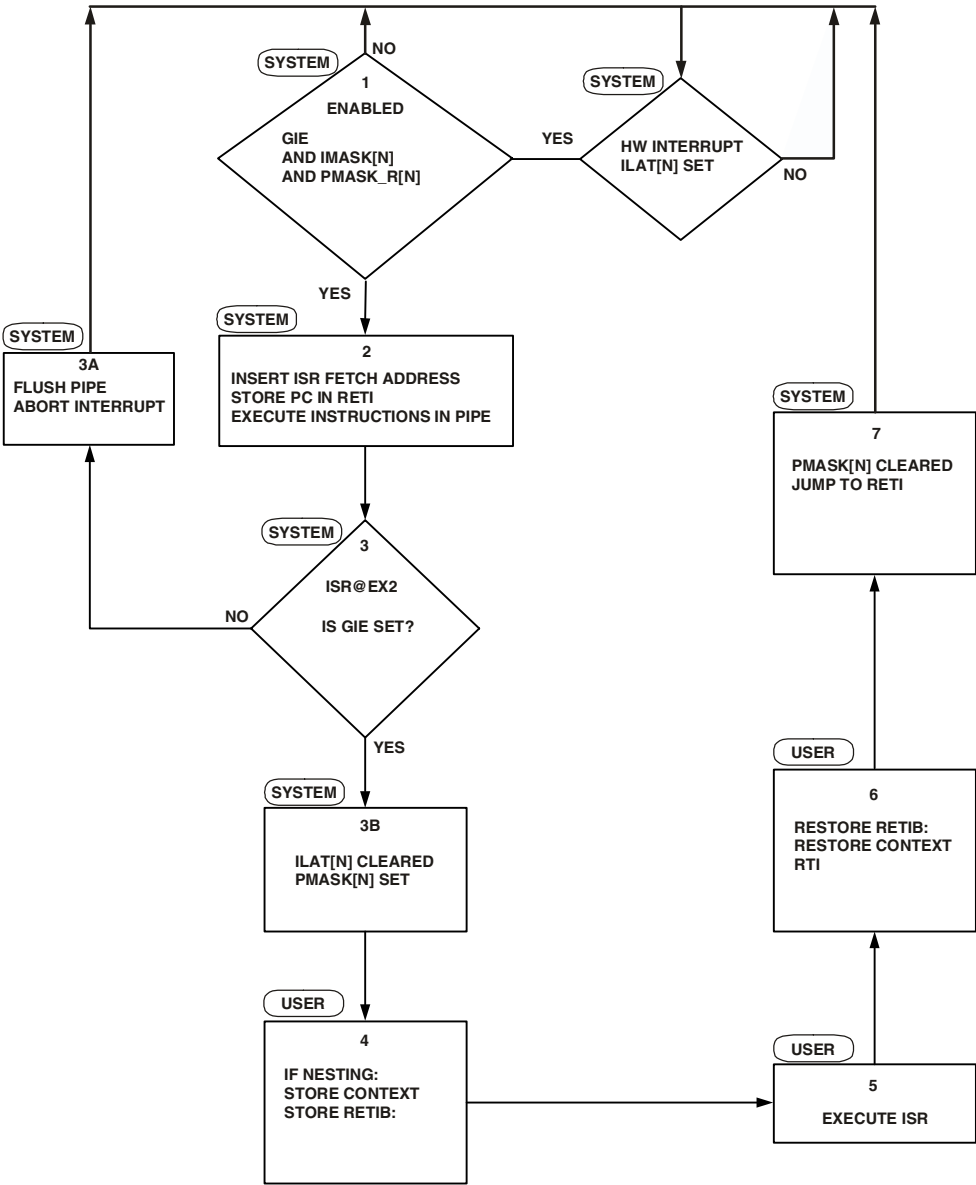 NO
SYSTEM
1
ENABLED
GIE
AND IMASK[N]
AND PMASK_R[N]
YES
SYSTEM
HW INTERRUPT
ILAT[N] SET
NO
YES
SYSTEM
2
INSERT ISR FETCH ADDRESS
STORE PC IN RETI
EXECUTE INSTRUCTIONS IN PIPE
SYSTEM
3A
FLUSH PIPE
ABORT INTERRUPT
SYSTEM
3
ISR@EX2
IS GIE SET?
NO
YES
SYSTEM
3B
ILAT[N] CLEARED
PMASK[N] SET
USER
4
IF NESTING:
STORE CONTEXT
STORE RETIB:
USER
5
EXECUTE ISR
USER
6
RESTORE RETIB:
RESTORE CONTEXT
RTI
SYSTEM
7
PMASK[N] CLEARED
JUMP TO RETI